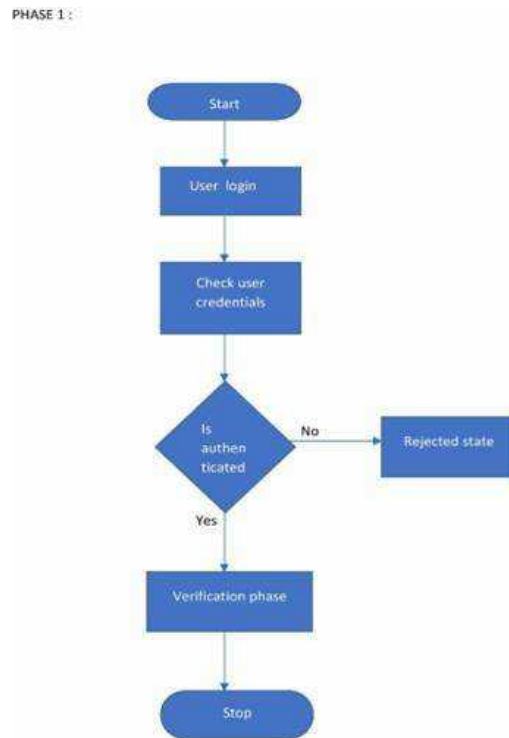 PHASE 1 :
Start
User login
Check user
credentials
Is
authen
ticated
No
Rejected state
Yes
Verification phase
Stop